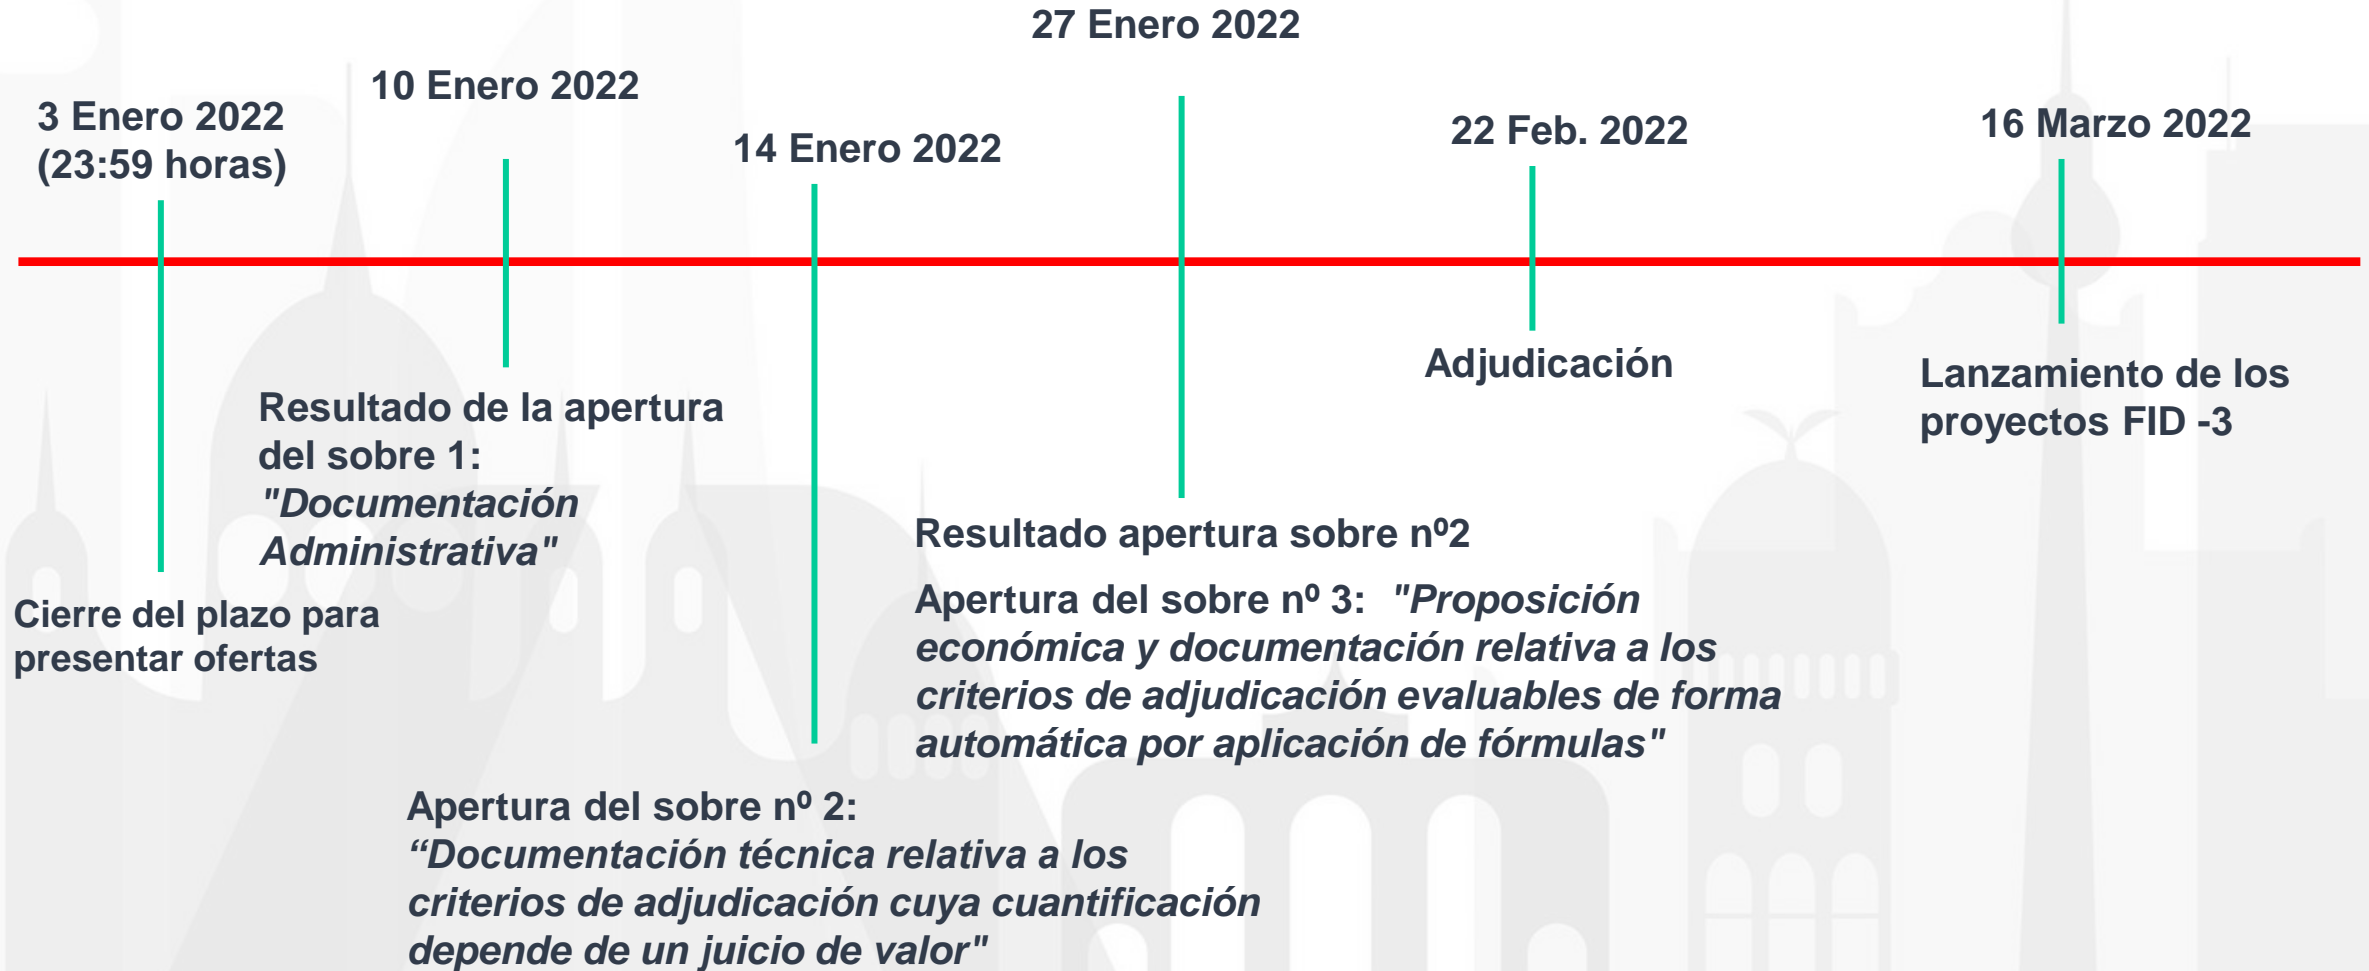 3 Enero 2022
(23:59 horas)
Cierre del plazo para
presentar ofertas
10 Enero 2022
Resultado de la apertura
del sobre 1:
"Documentación
Administrativa"
14 Enero 2022
Apertura del sobre nº 2:
“Documentación técnica relativa a los
criterios de adjudicación cuya cuantificación
depende de un juicio de valor"
27 Enero 2022
Resultado apertura sobre nº2
Apertura del sobre nº 3: "Proposición
económica y documentación relativa a los
criterios de adjudicación evaluables de forma
automática por aplicación de fórmulas"
22 Feb. 2022
Adjudicación
16 Marzo 2022
Lanzamiento de los
proyectos FID -3